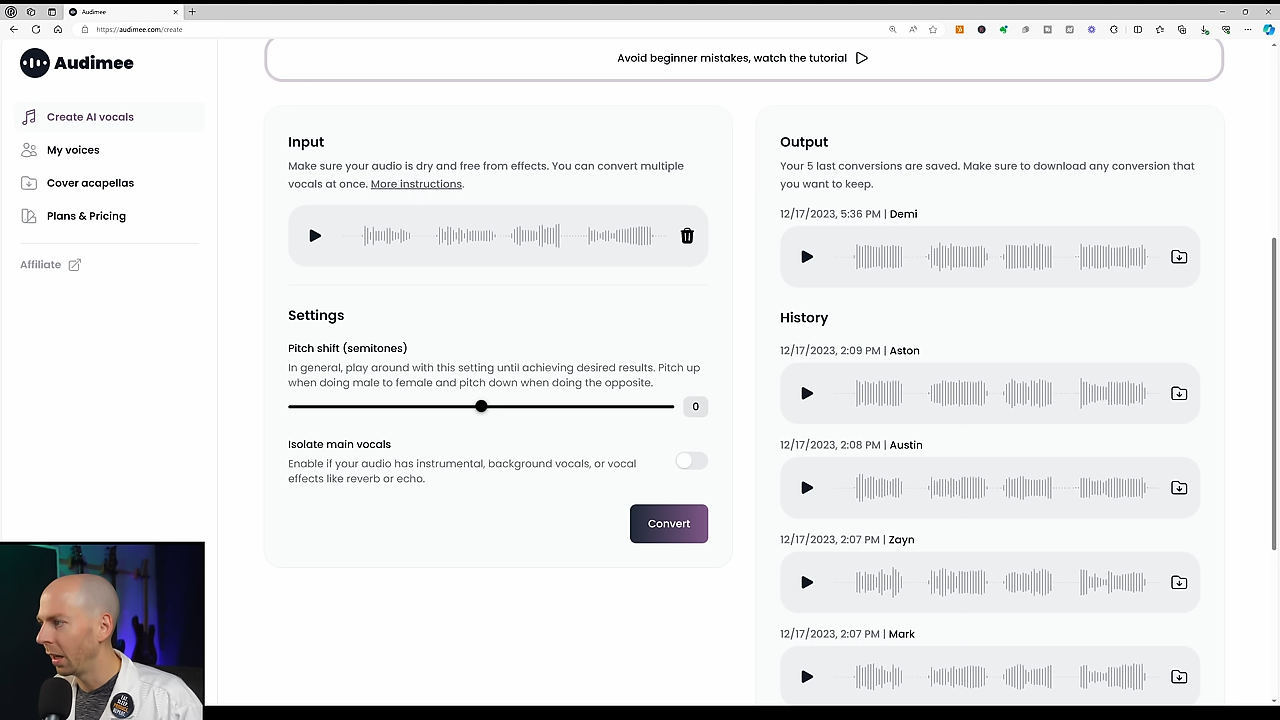 Audimee
https://audimee.com/create
Audimee
Create AI vocals
My voices
Cover acapellas
Plans & Pricing
Affiliate
Avoid beginner mistakes, watch the tutorial
Input
Make sure your audio is dry and free from effects. You can convert multiple
vocals at once. More instructions.
Settings
Pitch shift (semitones)
In general, play around with this setting until achieving desired results. Pitch up
when doing male to female and pitch down when doing the opposite.
0
Isolate main vocals
Enable if your audio has instrumental, background vocals, or vocal
effects like reverb or echo.
Convert
Output
Your 5 last conversions are saved. Make sure to download any conversion that
you want to keep.
12/17/2023, 5:36 PM | Demi
History
12/17/2023, 2:09 PM | Aston
12/17/2023, 2:08 PM | Austin
12/17/2023, 2:07 PM | Zayn
12/17/2023, 2:07 PM | Mark